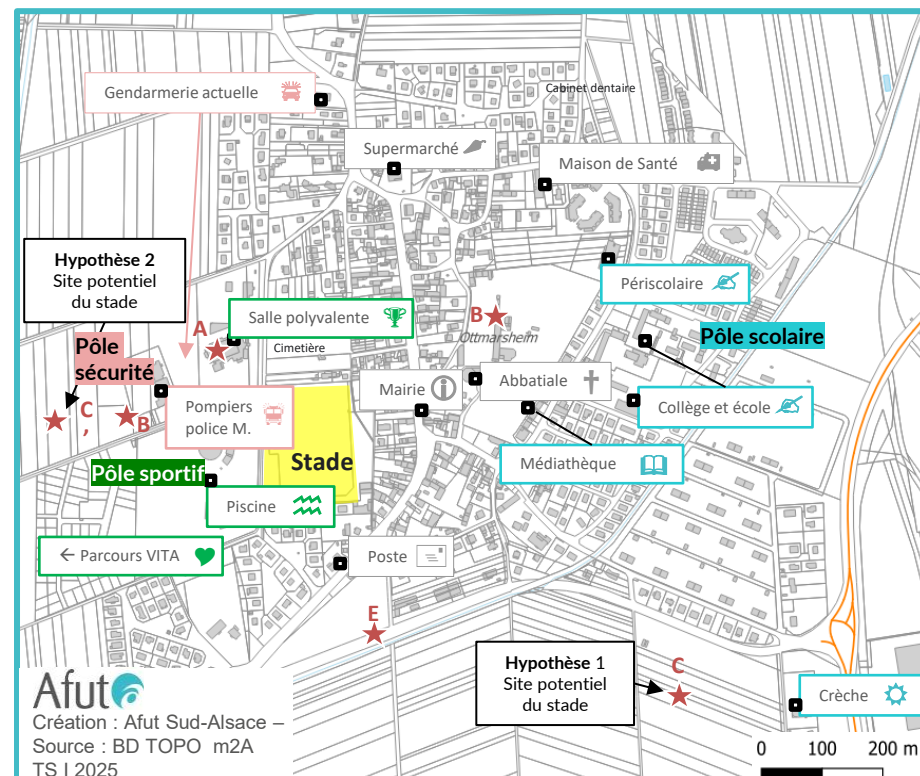 Cabinet dentaire
Gendarmerie actuelle
Supermarché
Maison de Santé
Hypothèse 2
Site potentiel
du stade
Périscolaire
Salle polyvalente
A
B
Ottmarsheim
Pôle scolaire
Cimetière
Pôle
sécurité
C
,
B
Mairie
Abbatiale
Collège et école
Pompiers
police M.
Stade
Médiathèque
Pôle sportif
Piscine
← Parcours VITA
Poste
E
Hypothèse 1
Site potentiel
du stade
C
Crèche
Afut
Création : Afut Sud-Alsace –
Source : BD TOPO m2A
TS I 2025
0 100 200 m